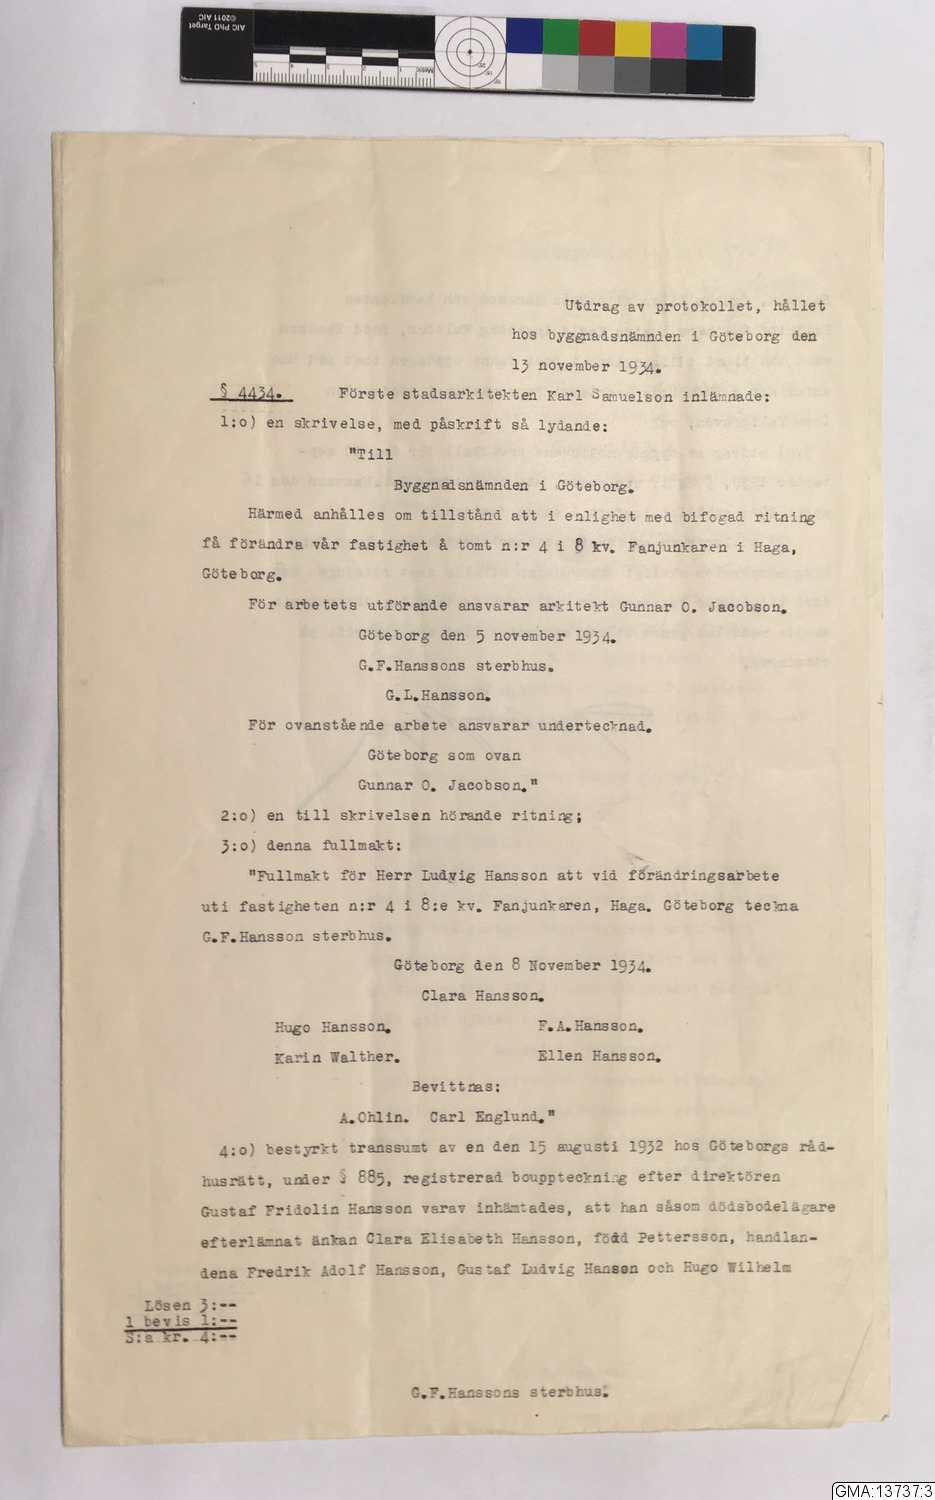 AIC PhD Target
©2011 AIC
Utdrag av protokollet, hållet
hos byggnadsnämnden i Göteborg den
13 november 1934.
§ 4434. Förste stadsarkitekten Karl Samuelson inlämnade:
1:o) en skrivelse, med påskrift så lydande:
"Till
Byggnadsnämnden i Göteborg.
Härmed anhålles om tillstånd att i enlighet med bifogad ritning
få förändra vår fastighet å tomt n:r 4 i 8 kv. Fanjunkaren i Haga,
Göteborg.
För arbetets utförande ansvarar arkitekt Gunnar O. Jacobson.
Göteborg den 5 november 1934.
G.F.Hanssons sterbhus.
G.L.Hansson.
För ovanstående arbete ansvarar undertecknad.
Göteborg som ovan
Gunnar O. Jacobson."
2:o) en till skrivelsen hörande ritning;
3:o) denna fullmakt:
"Fullmakt för Herr Ludvig Hansson att vid förändringsarbete
uti fastigheten n:r 4 i 8:e kv. Fanjunkaren, Haga. Göteborg teckna
G.F.Hansson sterbhus.
Göteborg den 8 November 1934.
Clara Hansson.
Hugo Hansson. F.A.Hansson.
Karin Walther. Ellen Hansson.
Bevittnas:
A.Ohlin. Carl Englund."
4:o) bestyrkt transsumt av en den 15 augusti 1932 hos Göteborgs råd-
husrätt, under § 885, registrerad bouppteckning efter direktören
Gustaf Fridolin Hansson varav inhämtades, att han såsom dödsbodelägare
efterlämnat änkan Clara Elisabeth Hansson, född Pettersson, handlan-
dena Fredrik Adolf Hansson, Gustaf Ludvig Hanson och Hugo Wilhelm
Lösen 3:--
1 bevis 1:--
S:a kr. 4:--
G.F.Hanssons sterbhus.
GMA:13737:3